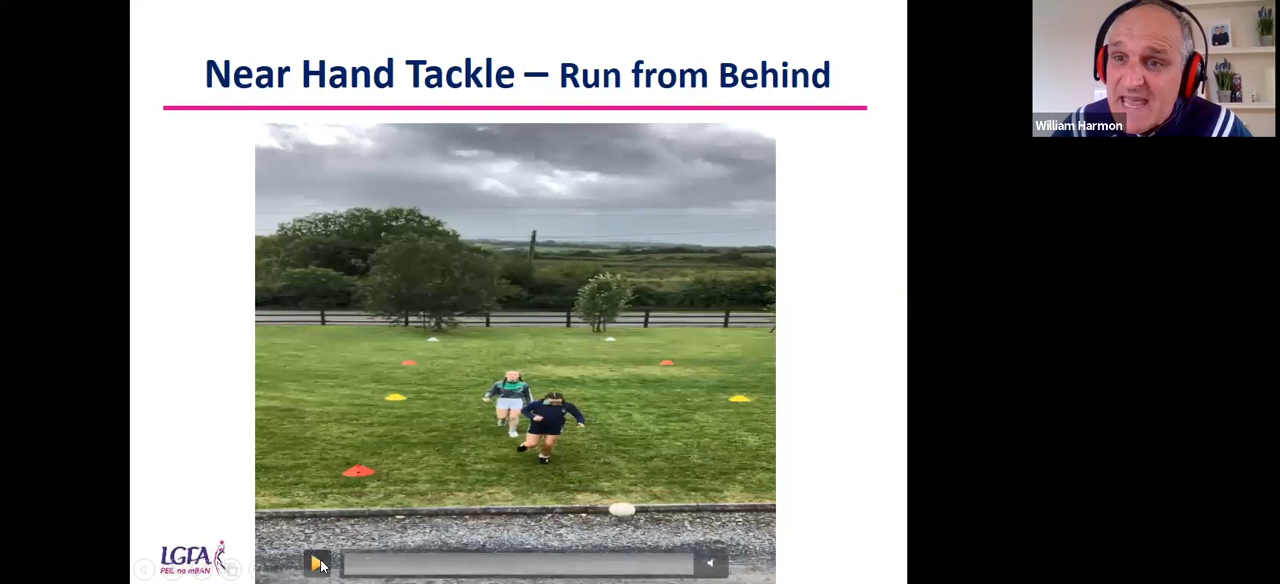 Near Hand Tackle – Run from Behind
William Harmon
LGFA
PEIL na mBAN